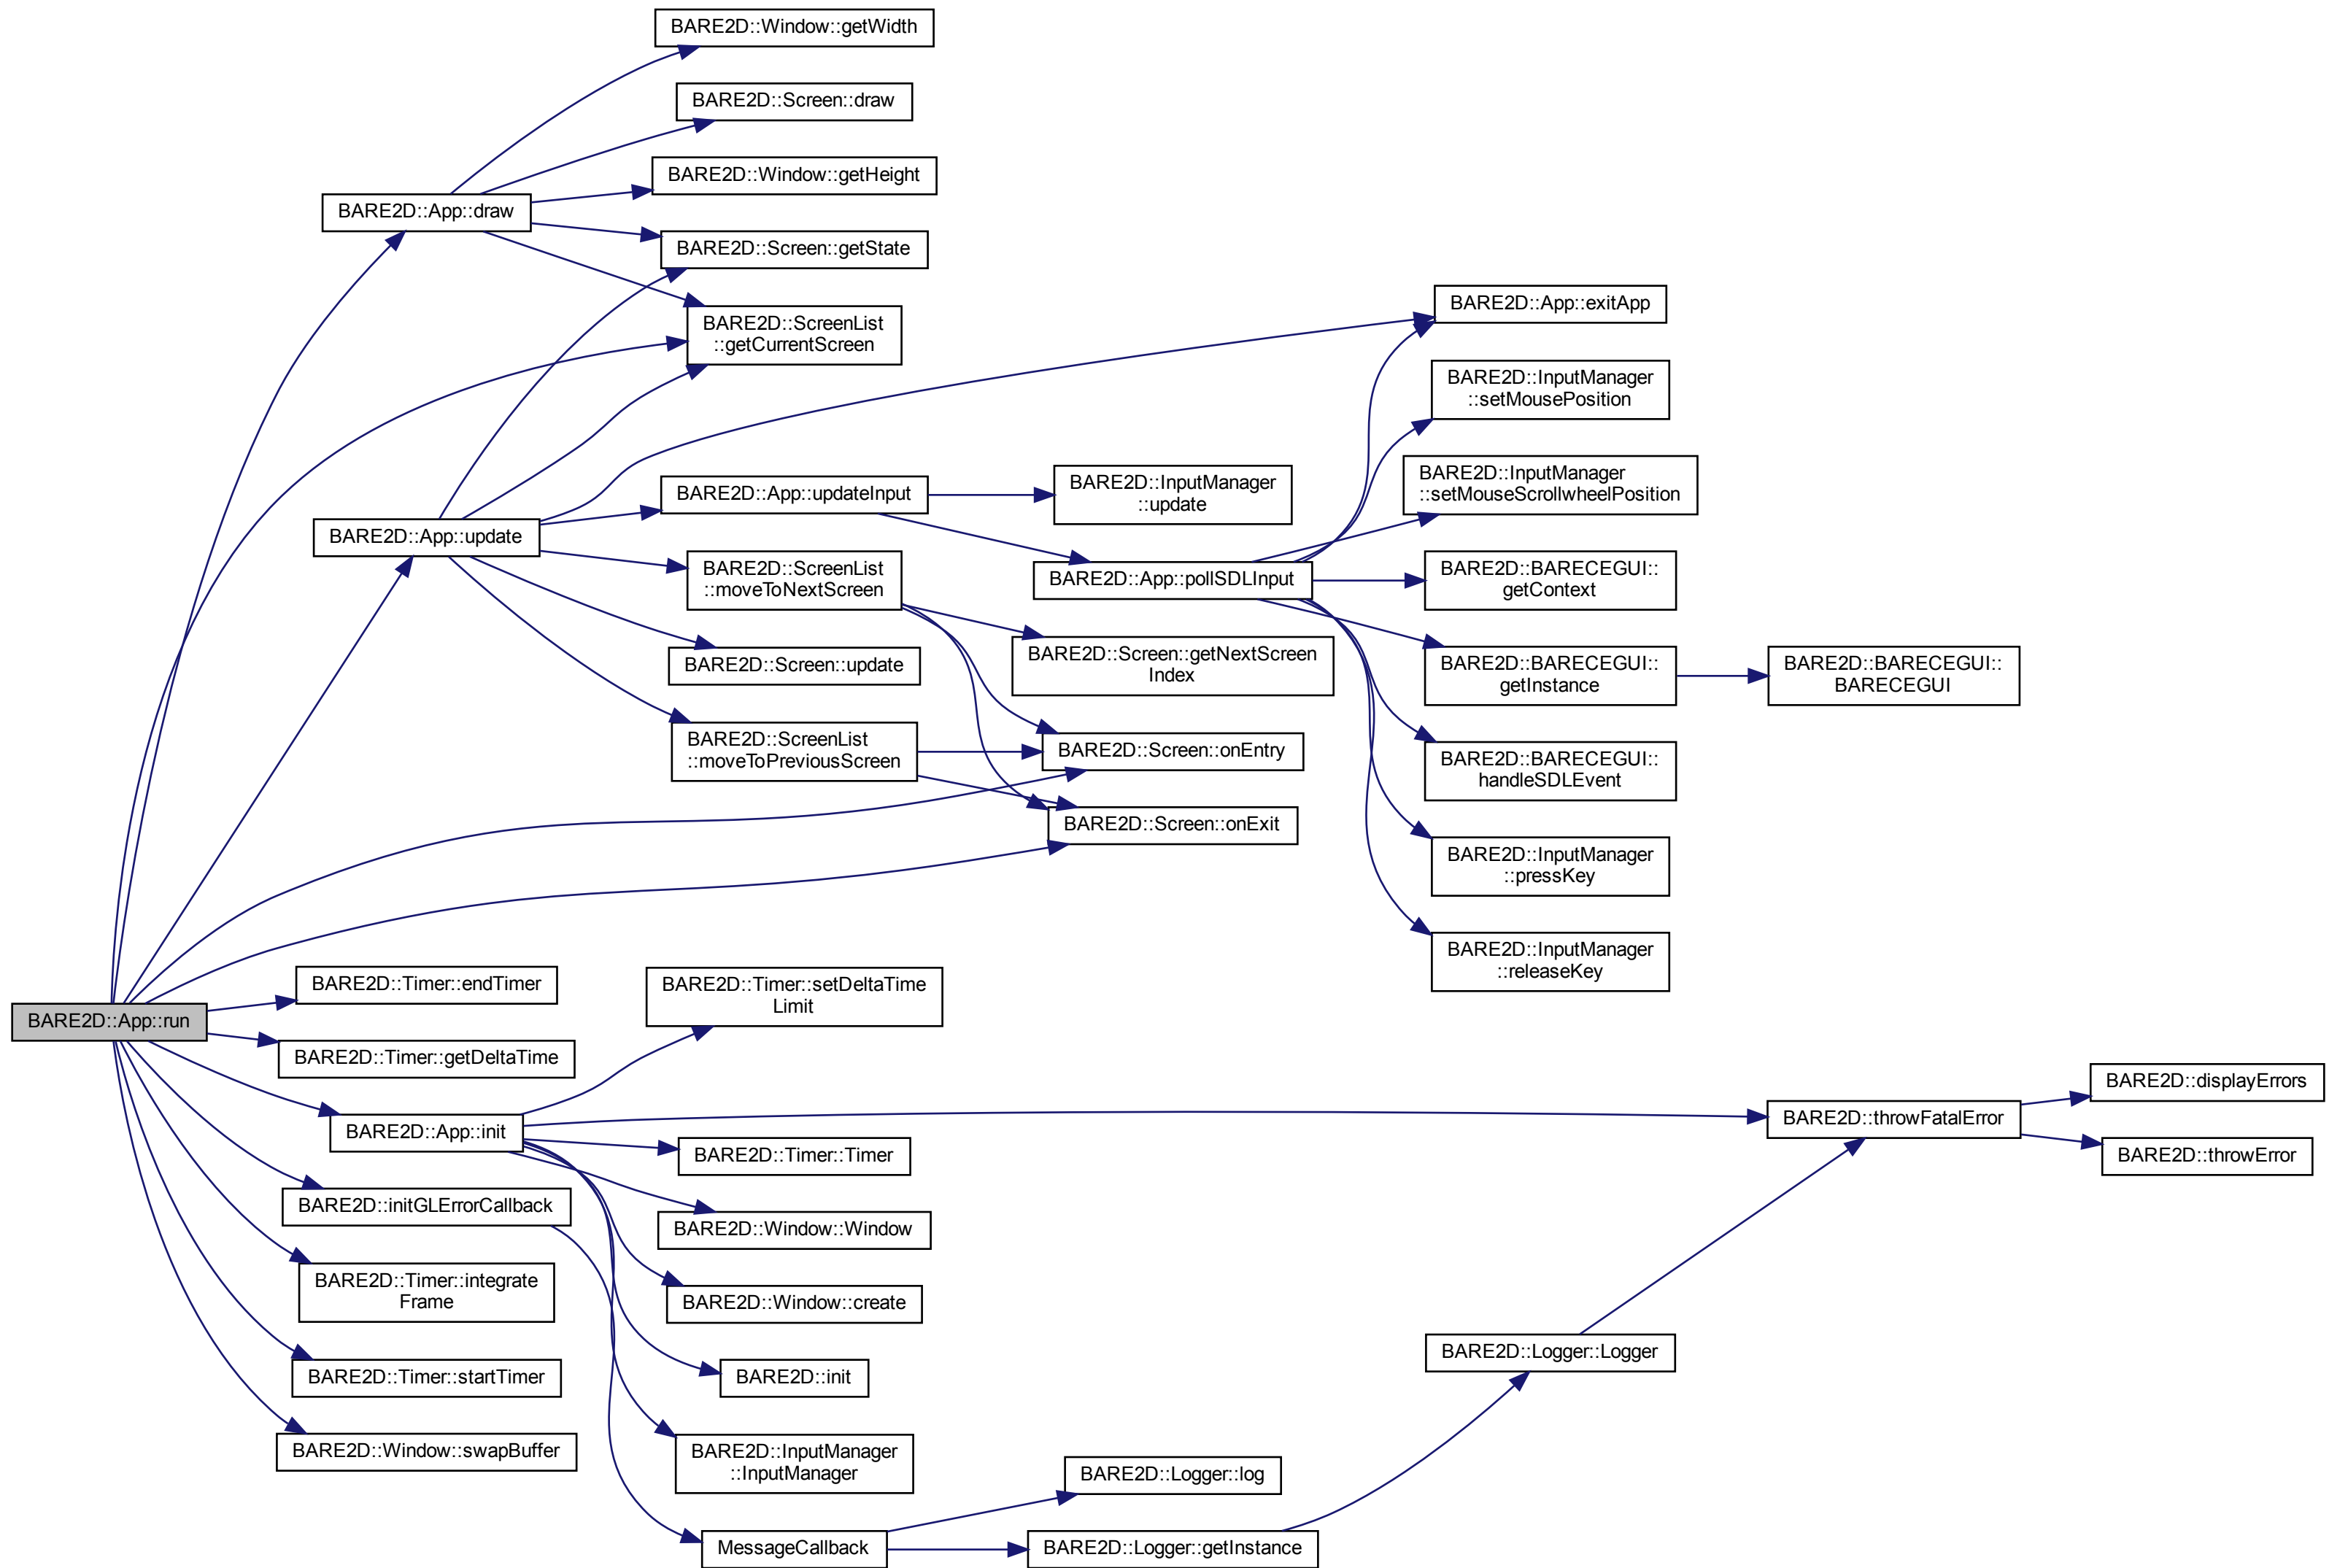 BARE2D::Window::getWidth
BARE2D::Screen::draw
BARE2D::Window::getHeight
BARE2D::App::draw
BARE2D::Screen::getState
BARE2D::ScreenList
::getCurrentScreen
BARE2D::App::exitApp
BARE2D::InputManager
::setMousePosition
BARE2D::InputManager
::setMouseScrollwheelPosition
BARE2D::App::updateInput
BARE2D::InputManager
::update
BARE2D::App::update
BARE2D::ScreenList
::moveToNextScreen
BARE2D::App::pollSDLInput
BARE2D::BARECEGUI::
getContext
BARE2D::Screen::update
BARE2D::Screen::getNextScreen
Index
BARE2D::BARECEGUI::
getInstance
BARE2D::BARECEGUI::
BARECEGUI
BARE2D::ScreenList
::moveToPreviousScreen
BARE2D::Screen::onEntry
BARE2D::BARECEGUI::
handleSDLEvent
BARE2D::Screen::onExit
BARE2D::InputManager
::pressKey
BARE2D::InputManager
::releaseKey
BARE2D::Timer::endTimer
BARE2D::Timer::setDeltaTime
Limit
BARE2D::App::run
BARE2D::Timer::getDeltaTime
BARE2D::displayErrors
BARE2D::App::init
BARE2D::throwFatalError
BARE2D::Timer::Timer
BARE2D::throwError
BARE2D::initGLErrorCallback
BARE2D::Window::Window
BARE2D::Timer::integrate
Frame
BARE2D::Window::create
BARE2D::Timer::startTimer
BARE2D::init
BARE2D::Logger::Logger
BARE2D::Window::swapBuffer
BARE2D::InputManager
::InputManager
BARE2D::Logger::log
MessageCallback
BARE2D::Logger::getInstance